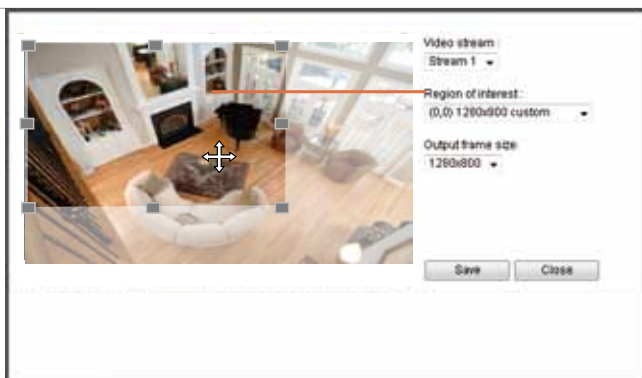 Video stream :
Stream 1
Region of interest :
(0,0) 1280x800 custom
Output frame size:
1280x800
Save
Close